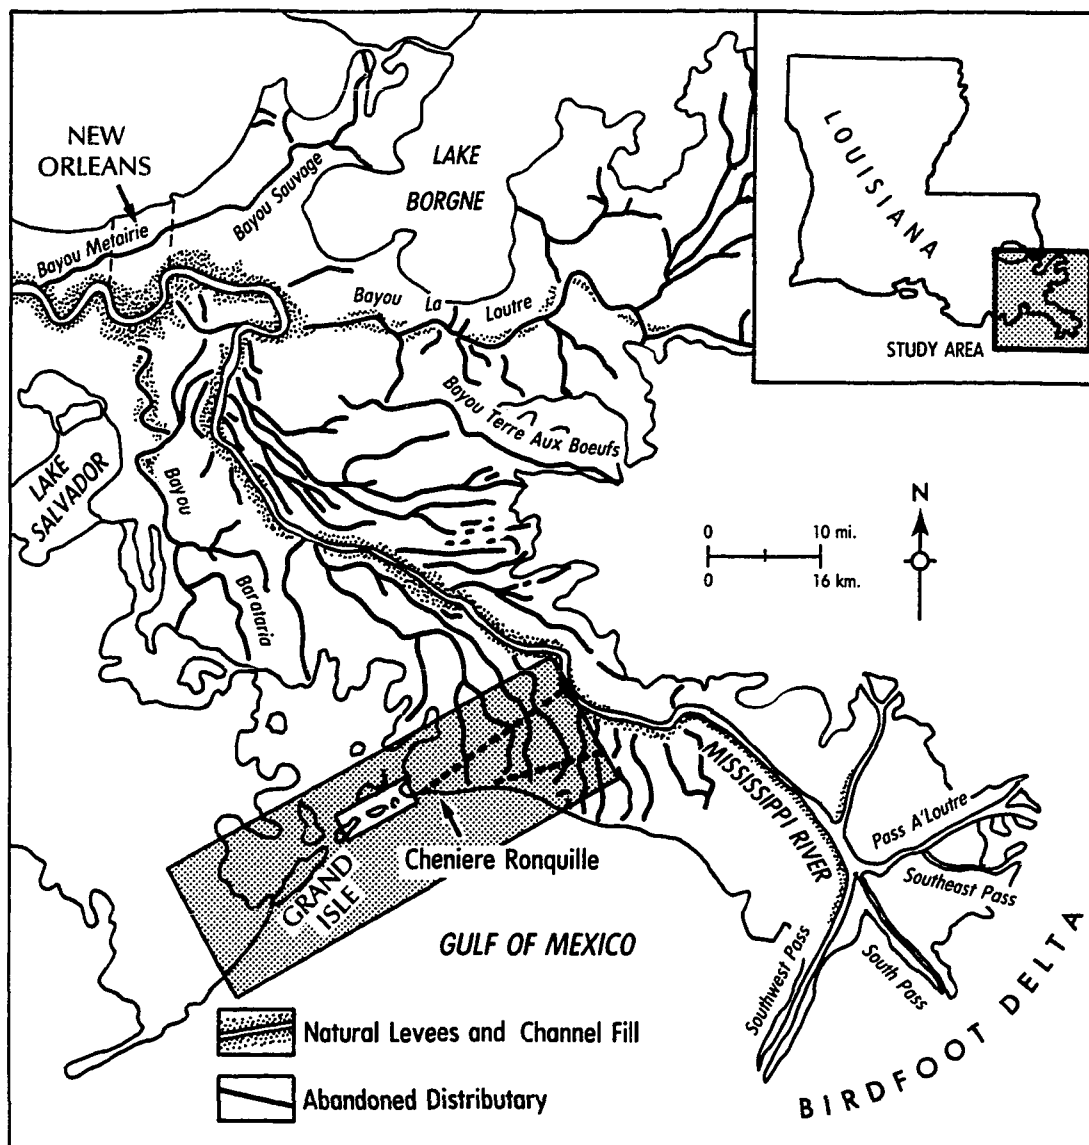 NEW
ORLEANS
LAKE
BORGNE
Bayou Sauvage
Bayou Metairie
LOUISIANA
STUDY AREA
Bayou La Loutre
Bayou Terre Aux Boeufs
LAKE
SALVADOR
Bayou
Barataria
N
0 10 mi.
0 16 km.
MISSISSIPPI RIVER
Pass A'Loutre
Southeast Pass
South Pass
Southwest Pass
Cheniere Ronquille
GRAND
ISLE
GULF OF MEXICO
BIRDFOOT DELTA
Natural Levees and Channel Fill
Abandoned Distributary